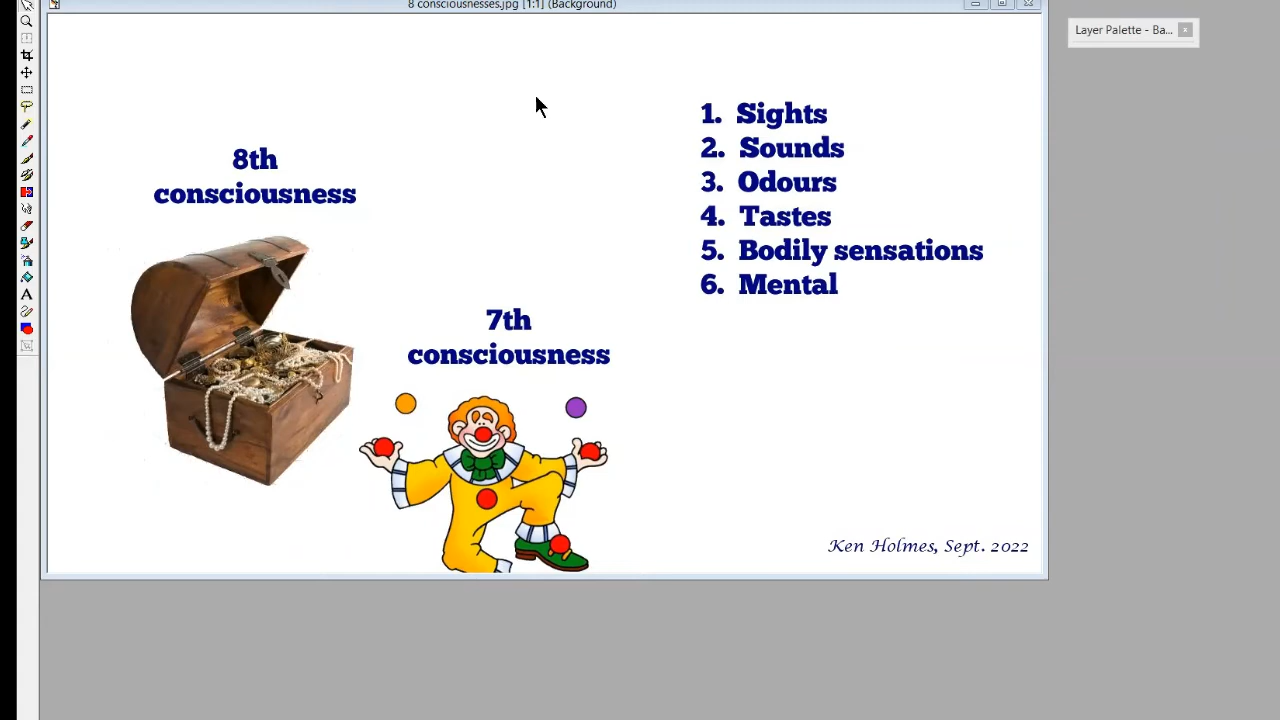 8 consciousnesses.jpg [1:1] (Background)
Layer Palette - Ba...
8th
consciousness
7th
consciousness
1. Sights
2. Sounds
3. Odours
4. Tastes
5. Bodily sensations
6. Mental
Ken Holmes, Sept. 2022